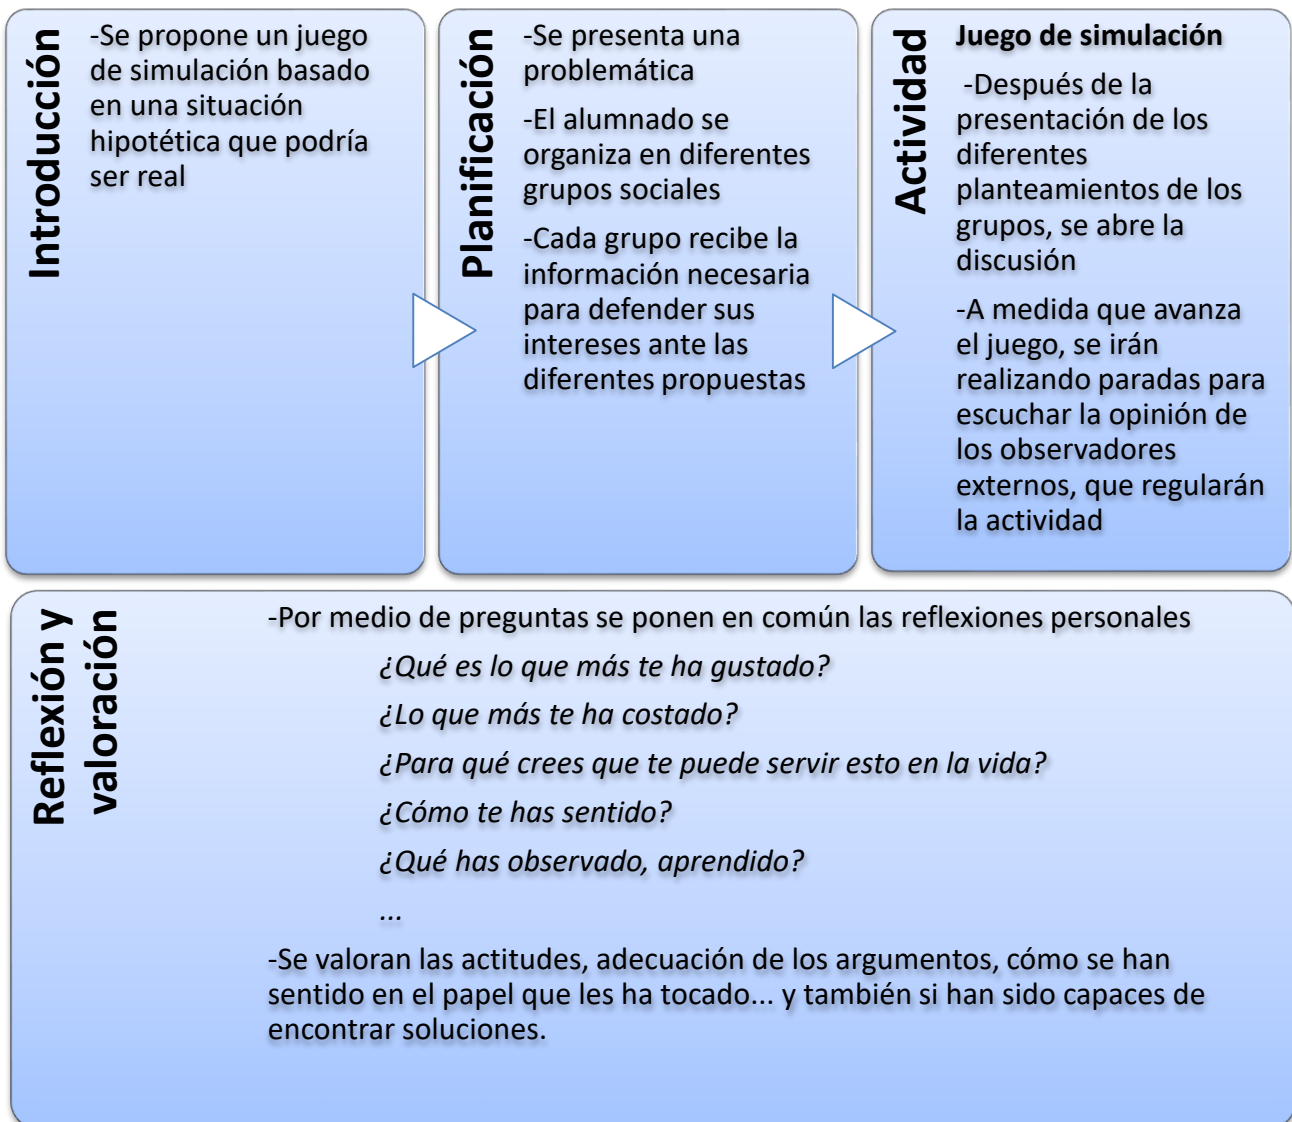 Introducción
-Se propone un juego
de simulación basado
en una situación
hipotética que podría
ser real
Planificación
-Se presenta una
problemática
-El alumnado se
organiza en diferentes
grupos sociales
-Cada grupo recibe la
información necesaria
para defender sus
intereses ante las
diferentes propuestas
Actividad
Juego de simulación
-Después de la
presentación de los
diferentes
planteamientos de los
grupos, se abre la
discusión
-A medida que avanza
el juego, se irán
realizando paradas para
escuchar la opinión de
los observadores
externos, que regularán
la actividad
Reflexión y
valoración
-Por medio de preguntas se ponen en común las reflexiones personales
¿Qué es lo que más te ha gustado?
¿Lo que más te ha costado?
¿Para qué crees que te puede servir esto en la vida?
¿Cómo te has sentido?
¿Qué has observado, aprendido?
...
-Se valoran las actitudes, adecuación de los argumentos, cómo se han
sentido en el papel que les ha tocado... y también si han sido capaces de
encontrar soluciones.